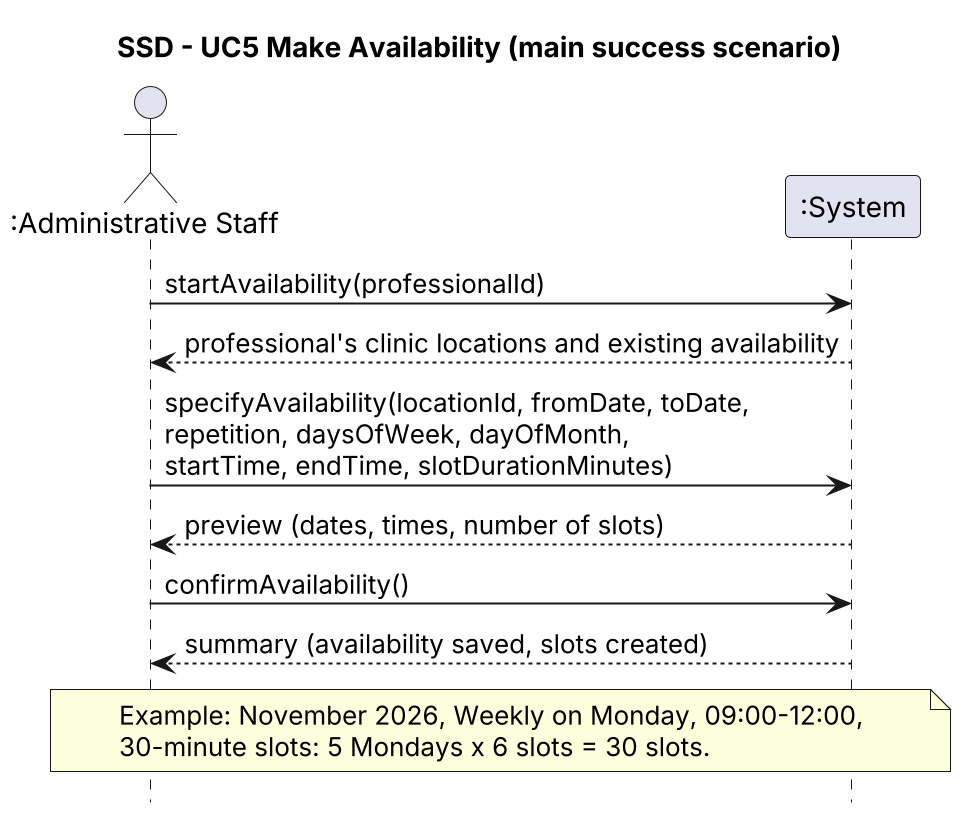 SSD - UC5 Make Availability (main success scenario)
:Administrative Staff
:System
startAvailability(professionalId)
professional's clinic locations and existing availability
specifyAvailability(locationId, fromDate, toDate,
repetition, daysOfWeek, dayOfMonth,
startTime, endTime, slotDurationMinutes)
preview (dates, times, number of slots)
confirmAvailability()
summary (availability saved, slots created)
Example: November 2026, Weekly on Monday, 09:00-12:00,
30-minute slots: 5 Mondays x 6 slots = 30 slots.